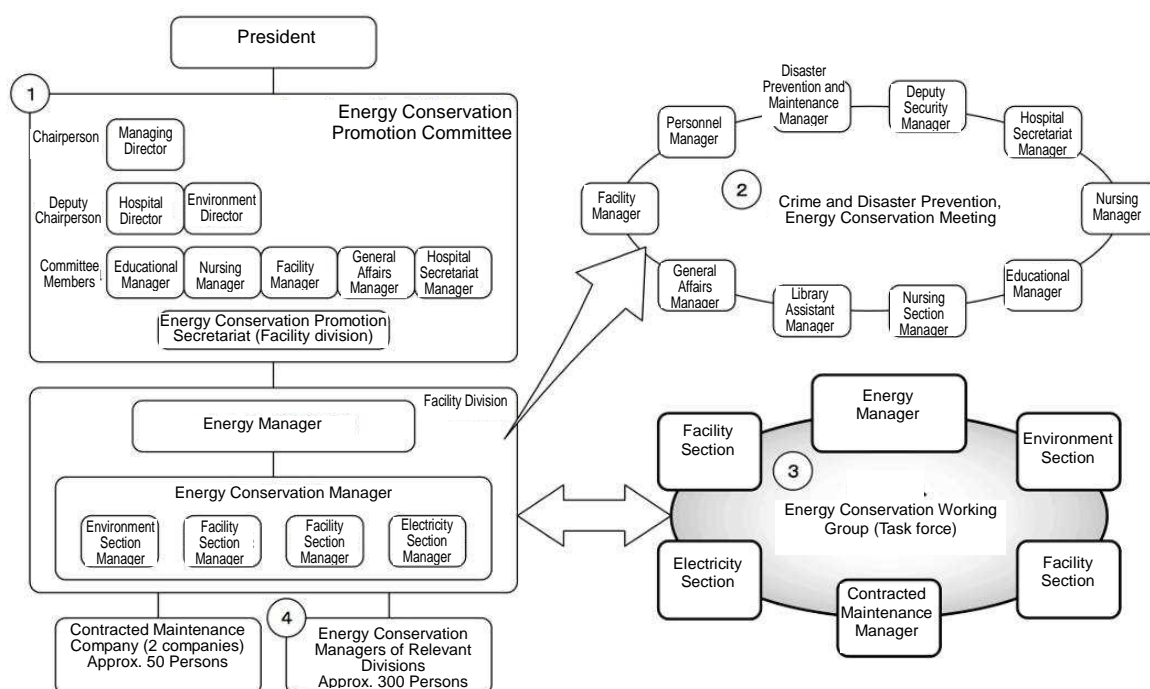 President
1
Energy Conservation
Promotion Committee
Chairperson
Managing
Director
Deputy
Chairperson
Hospital
Director
Environment
Director
Committee
Members
Educational
Manager
Nursing
Manager
Facility
Manager
General
Affairs
Manager
Hospital
Secretariat
Manager
Energy Conservation Promotion
Secretariat (Facility division)
Facility Division
Energy Manager
Energy Conservation Manager
Environment
Section
Manager
Facility
Section
Manager
Facility
Section
Manager
Electricity
Section
Manager
Contracted Maintenance
Company (2 companies)
Approx. 50 Persons
4
Energy Conservation
Managers of Relevant
Divisions
Approx. 300 Persons
Disaster
Prevention and
Maintenance
Manager
Deputy
Security
Manager
Personnel
Manager
Hospital
Secretariat
Manager
2
Facility
Manager
Crime and Disaster Prevention,
Energy Conservation Meeting
Nursing
Manager
General
Affairs
Manager
Library
Assistant
Manager
Nursing
Section
Manager
Educational
Manager
Energy
Manager
Facility
Section
Environment
Section
3
Energy Conservation Working
Group (Task force)
Electricity
Section
Contracted
Maintenance
Manager
Facility
Section